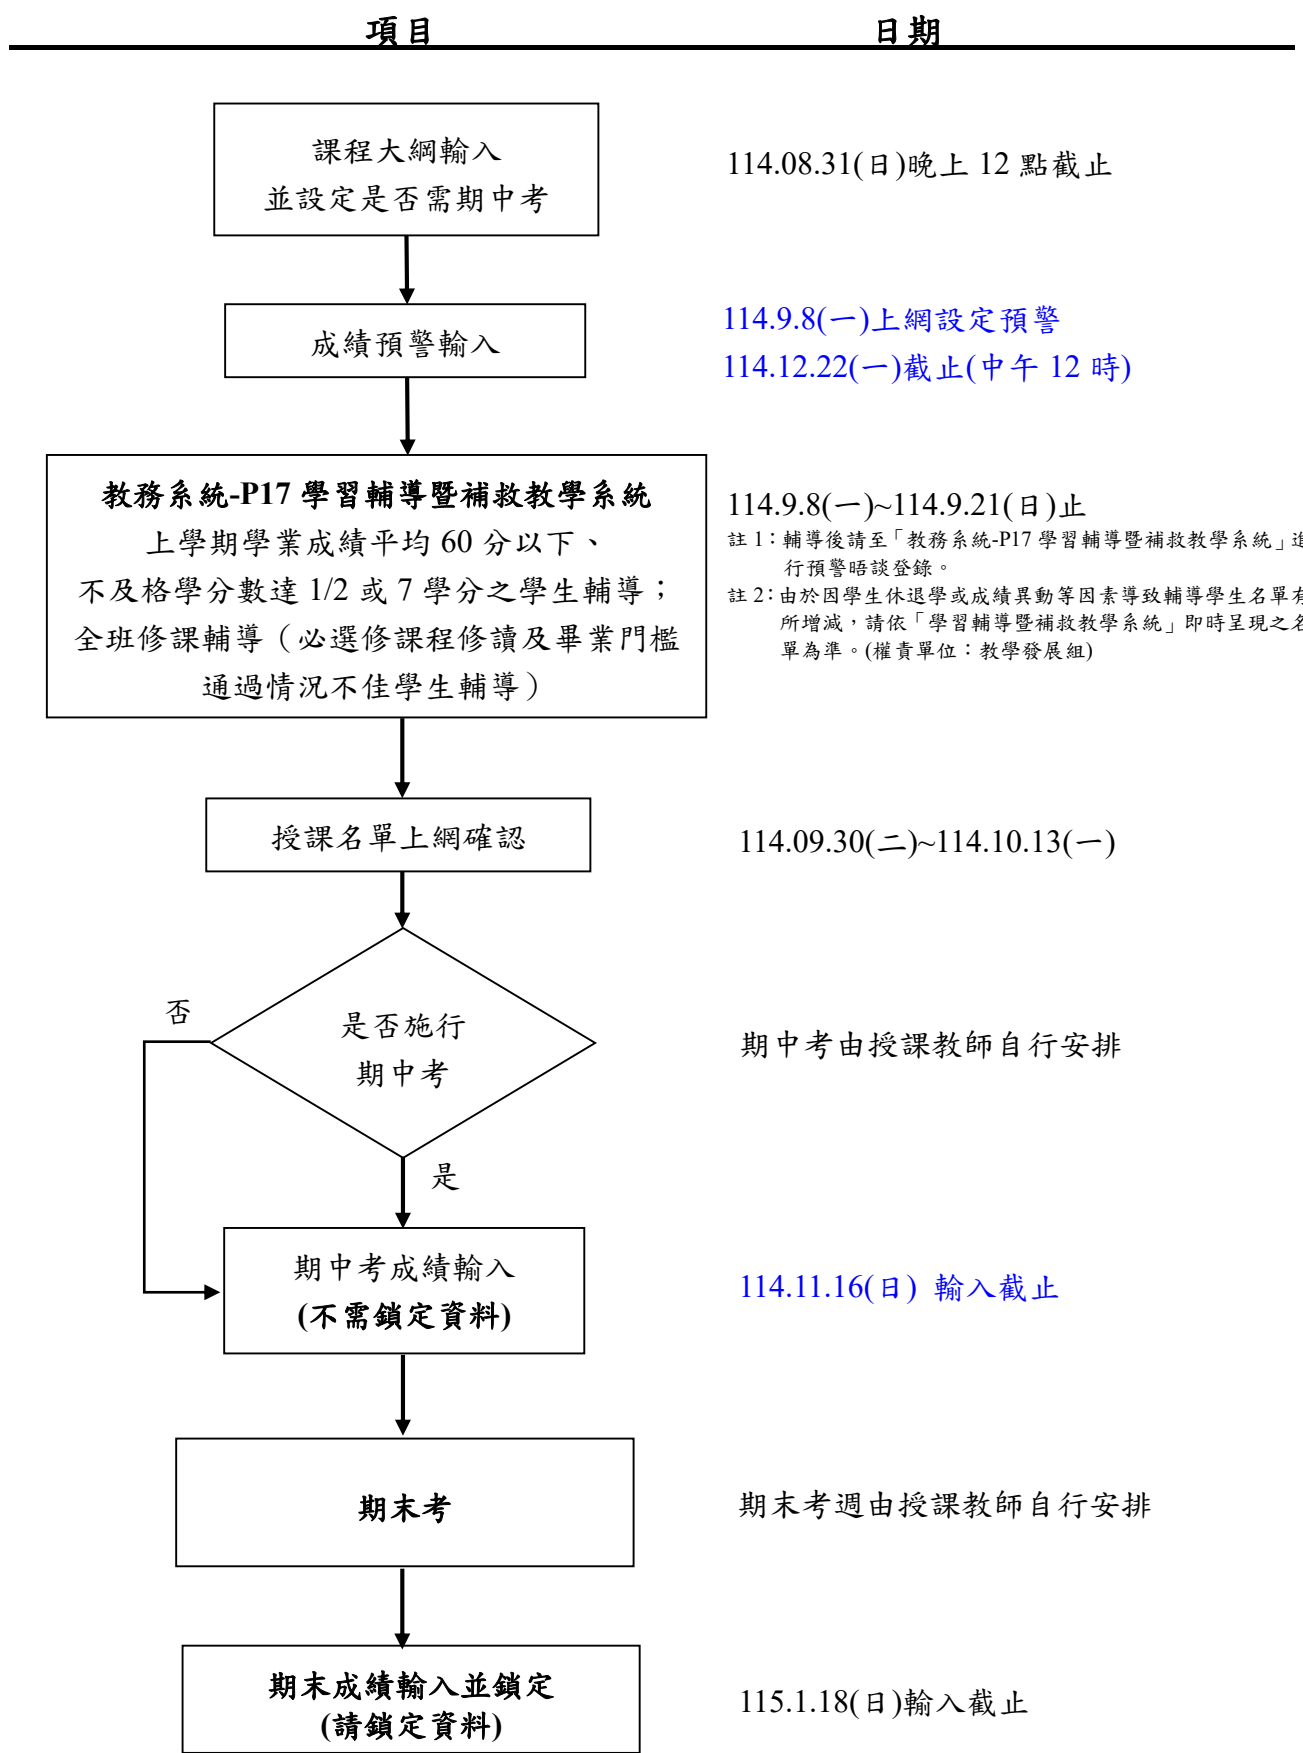 項目 日期
課程大綱輸入
並設定是否需期中考
114.08.31(日)晚上 12 點截止
成績預警輸入
114.9.8(一)上網設定預警
114.12.22(一)截止(中午 12 時)
教務系統-P17 學習輔導暨補救教學系統
上學期學業成績平均 60 分以下、
不及格學分數達 1/2 或 7 學分之學生輔導；
全班修課輔導（必選修課程修讀及畢業門檻
通過情況不佳學生輔導）
114.9.8(一)~114.9.21(日)止
註 1：輔導後請至「教務系統-P17 學習輔導暨補救教學系統」進
行預警晤談登錄。
註 2：由於因學生休退學或成績異動等因素導致輔導學生名單有
所增減，請依「學習輔導暨補救教學系統」即時呈現之名
單為準。(權責單位：教學發展組)
授課名單上網確認
114.09.30(二)~114.10.13(一)
否
是否施行
期中考
期中考由授課教師自行安排
是
期中考成績輸入
(不需鎖定資料)
114.11.16(日) 輸入截止
期末考
期末考週由授課教師自行安排
期末成績輸入並鎖定
(請鎖定資料)
115.1.18(日)輸入截止